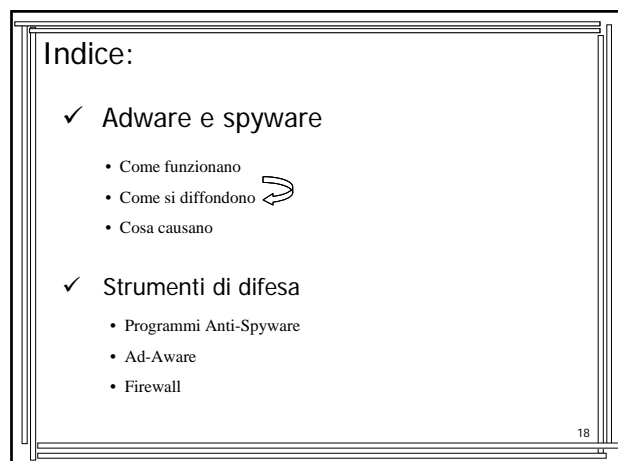 Indice:
✓ Adware e spyware
• Come funzionano
• Come si diffondono
• Cosa causano
✓ Strumenti di difesa
• Programmi Anti-Spyware
• Ad-Aware
• Firewall
18